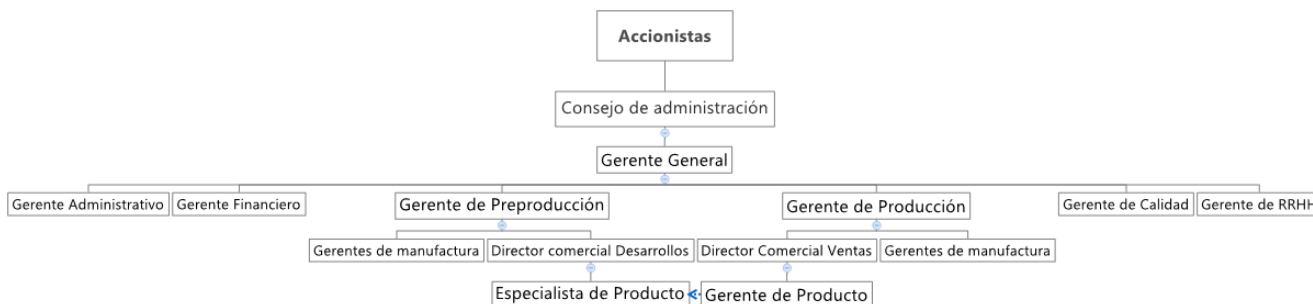 Accionistas
Consejo de administración
Gerente General
Gerente Administrativo
Gerente Financiero
Gerente de Preproducción
Gerente de Producción
Gerente de Calidad
Gerente de RRHH
Gerentes de manufactura
Director comercial Desarrollos
Director Comercial Ventas
Gerentes de manufactura
Especialista de Producto
Gerente de Producto